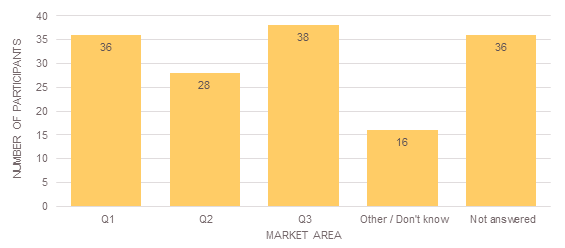 NUMBER OF PARTICIPANTS
40
35
30
25
20
15
10
5
0
36
28
38
16
36
Q1
Q2
Q3
Other / Don't know
Not answered
MARKET AREA